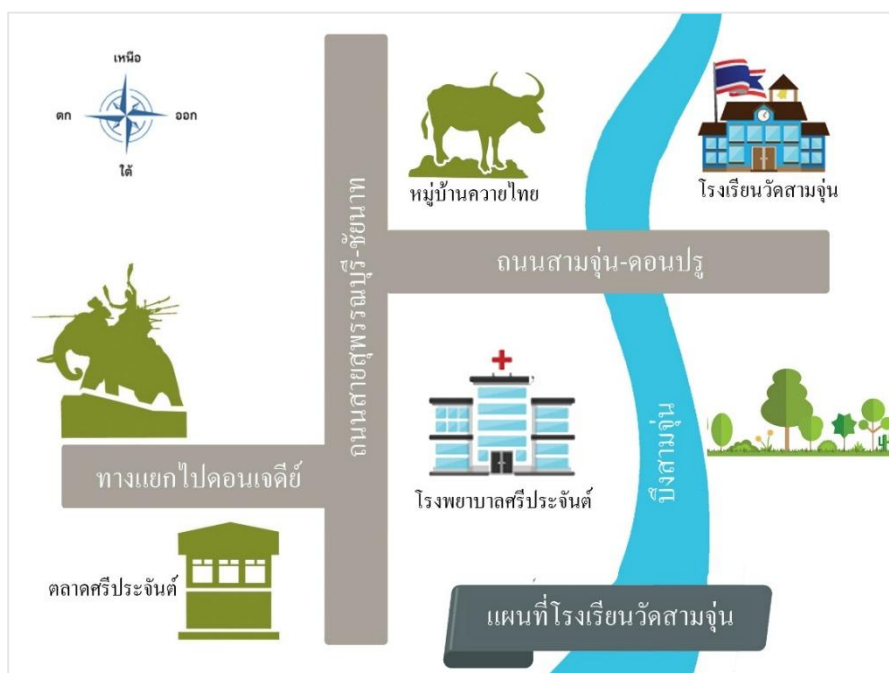 เหนือ
ตก
ออก
ใต้
หมู่บ้านควายไทย
โรงเรียนวัดสามจุ่น
ถนนสายสุพรรณบุรี-ชัยนาท
ถนนสามจุ่น-ดอนปรู
ทางแยกไปดอนเจดีย์
โรงพยาบาลศรีประจันต์
บึงสามจุ่น
ตลาดศรีประจันต์
แผนที่โรงเรียนวัดสามจุ่น